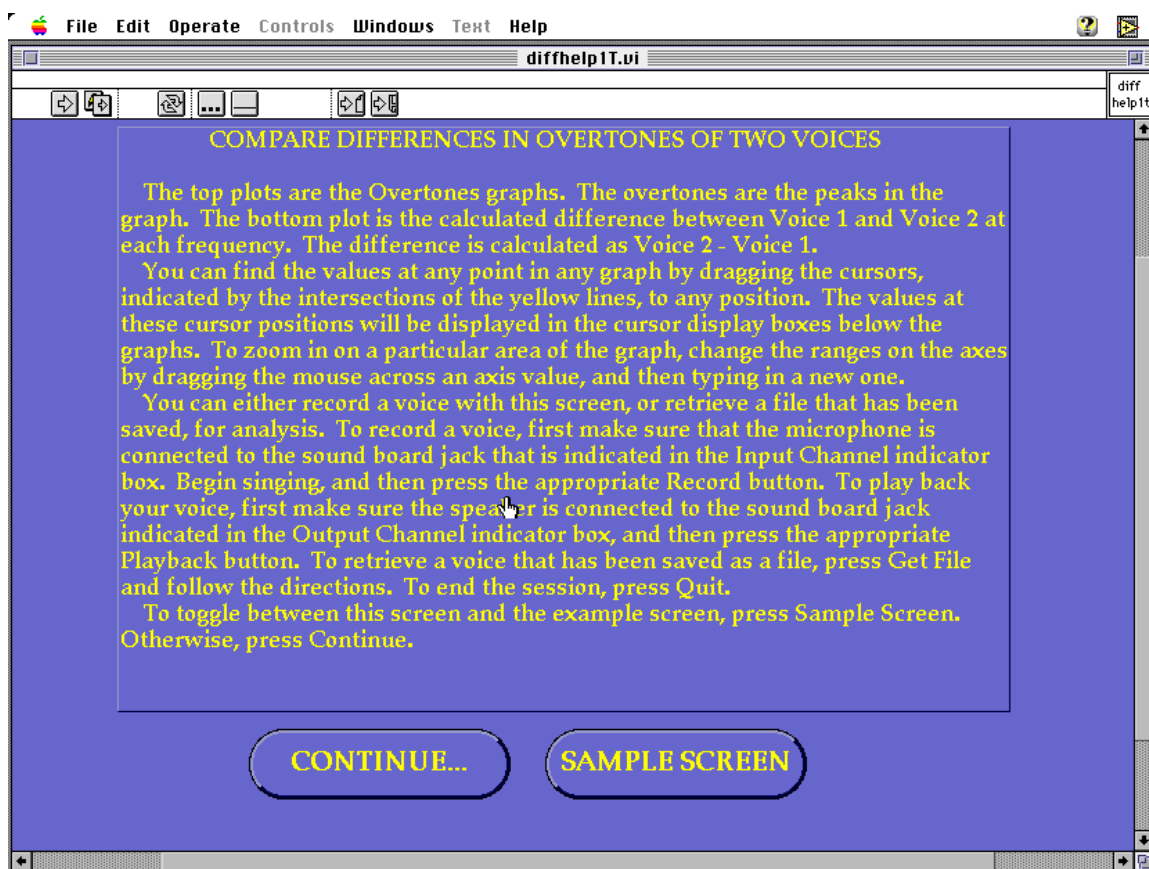 File Edit Operate Controls Windows Text Help
diffhelp1T.vi
diff
help1t
COMPARE DIFFERENCES IN OVERTONES OF TWO VOICES
The top plots are the Overtones graphs. The overtones are the peaks in the
graph. The bottom plot is the calculated difference between Voice 1 and Voice 2 at
each frequency. The difference is calculated as Voice 2 - Voice 1.
You can find the values at any point in any graph by dragging the cursors,
indicated by the intersections of the yellow lines, to any position. The values at
these cursor positions will be displayed in the cursor display boxes below the
graphs. To zoom in on a particular area of the graph, change the ranges on the axes
by dragging the mouse across an axis value, and then typing in a new one.
You can either record a voice with this screen, or retrieve a file that has been
saved, for analysis. To record a voice, first make sure that the microphone is
connected to the sound board jack that is indicated in the Input Channel indicator
box. Begin singing, and then press the appropriate Record button. To play back
your voice, first make sure the speaker is connected to the sound board jack
indicated in the Output Channel indicator box, and then press the appropriate
Playback button. To retrieve a voice that has been saved as a file, press Get File
and follow the directions. To end the session, press Quit.
To toggle between this screen and the example screen, press Sample Screen.
Otherwise, press Continue.
CONTINUE... SAMPLE SCREEN